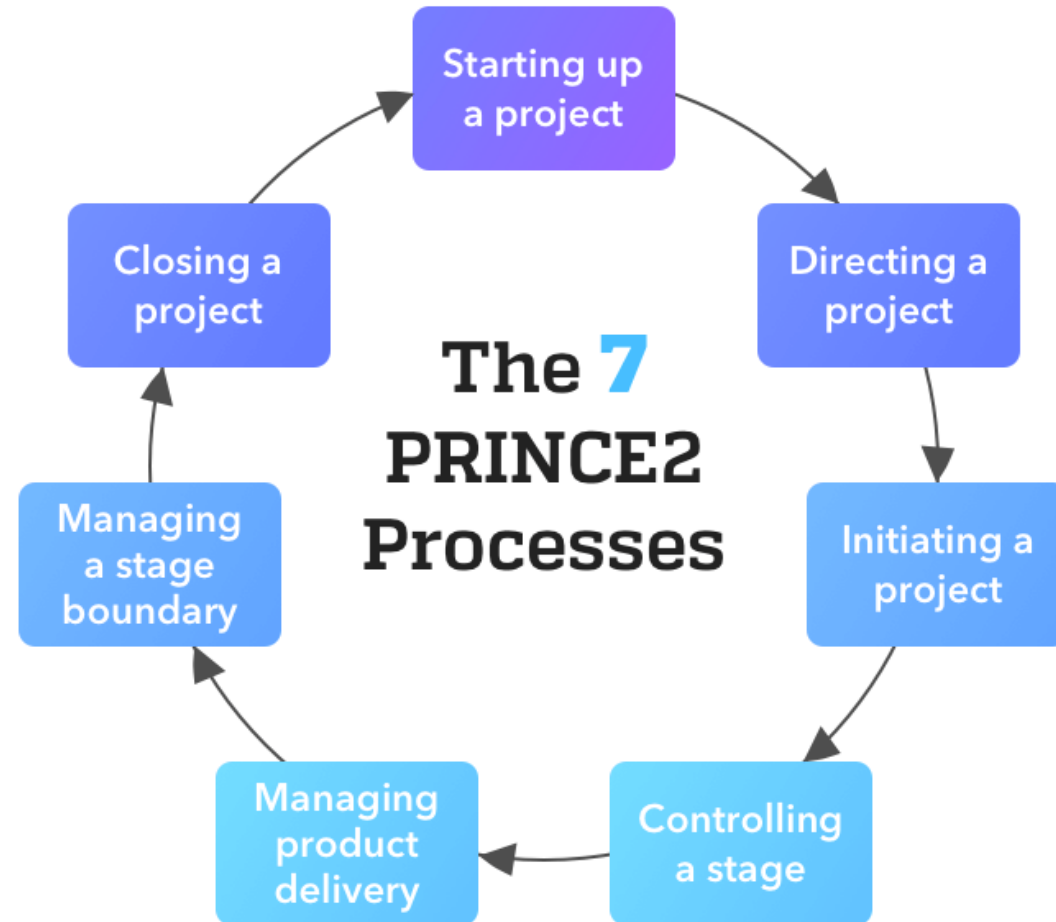 Starting up
a project
Directing a
project
Initiating a
project
Controlling
a stage
Managing
product
delivery
Managing
a stage
boundary
Closing a
project
The 7
PRINCE2
Processes